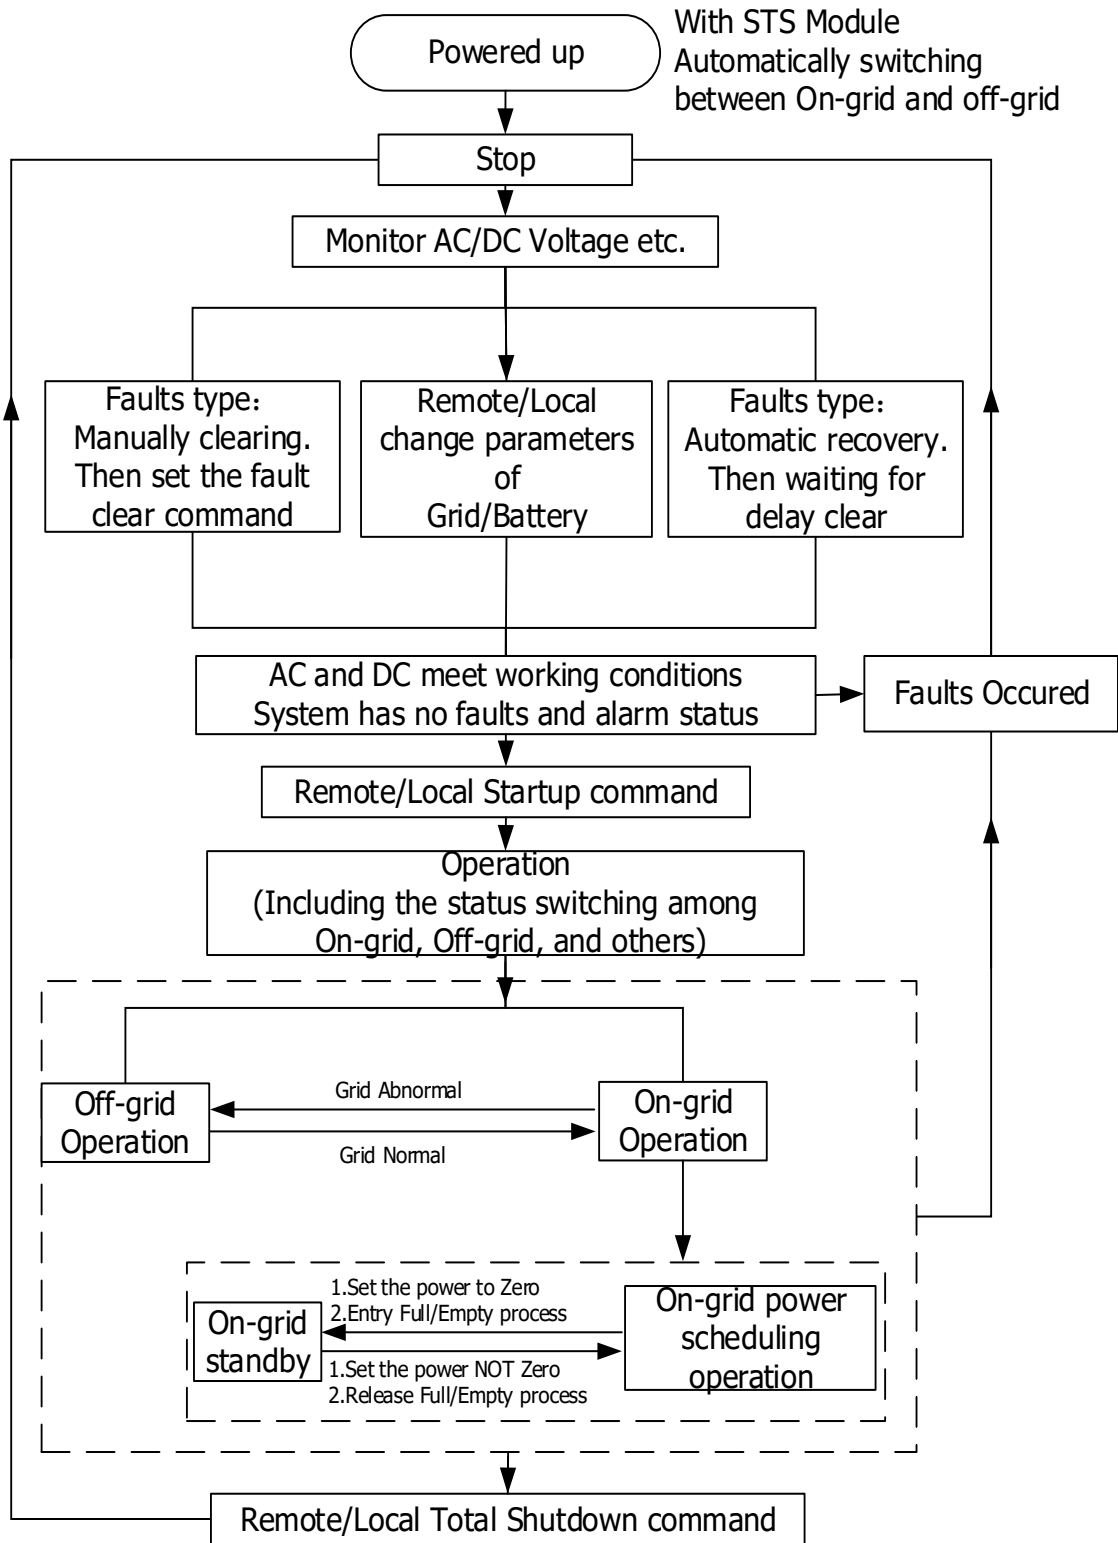 Powered up
With STS Module
Automatically switching
between On-grid and off-grid
Stop
Monitor AC/DC Voltage etc.
Faults type：
Manually clearing.
Then set the fault
clear command
Remote/Local
change parameters
of
Grid/Battery
Faults type：
Automatic recovery.
Then waiting for
delay clear
AC and DC meet working conditions
System has no faults and alarm status
Faults Occured
Remote/Local Startup command
Operation
(Including the status switching among
On-grid, Off-grid, and others)
Off-grid
Operation
Grid Abnormal
Grid Normal
On-grid
Operation
On-grid
standby
1.Set the power to Zero
2.Entry Full/Empty process
1.Set the power NOT Zero
2.Release Full/Empty process
On-grid power
scheduling
operation
Remote/Local Total Shutdown command